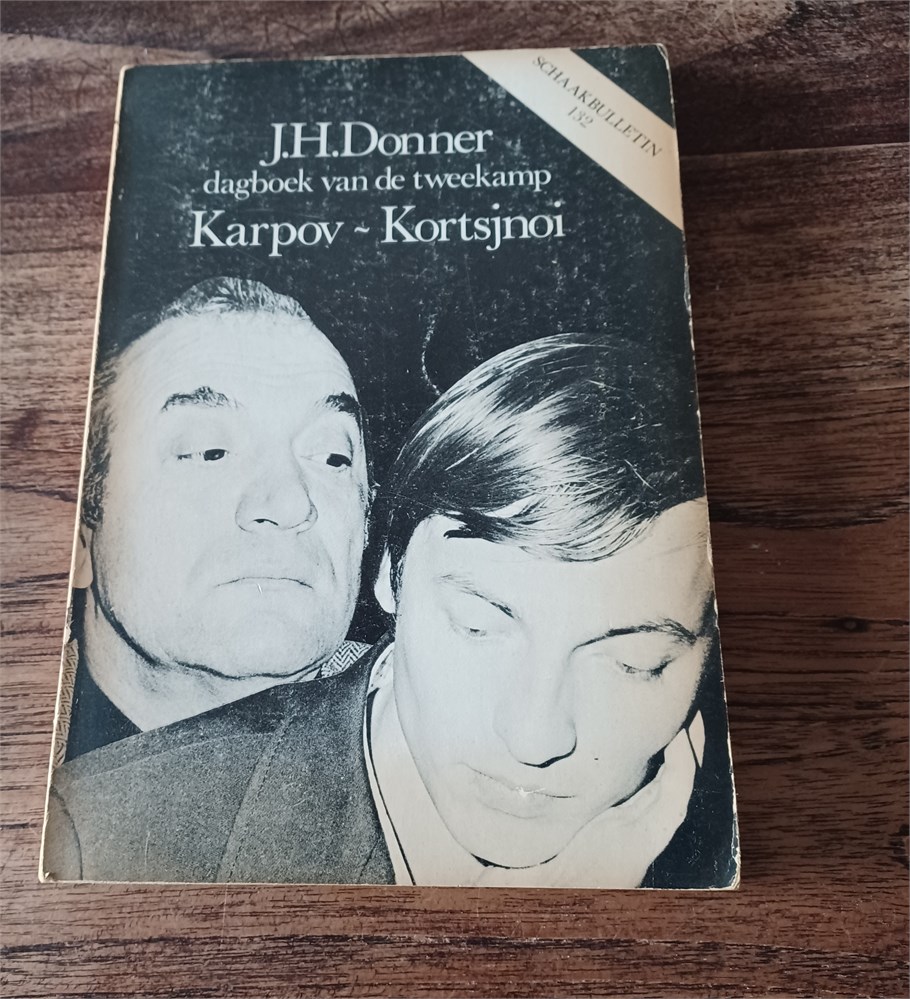 SCHAAKBULLETIN
132
J.H.Donner
dagboek van de tweekamp
Karpov ~ Kortsjnoi